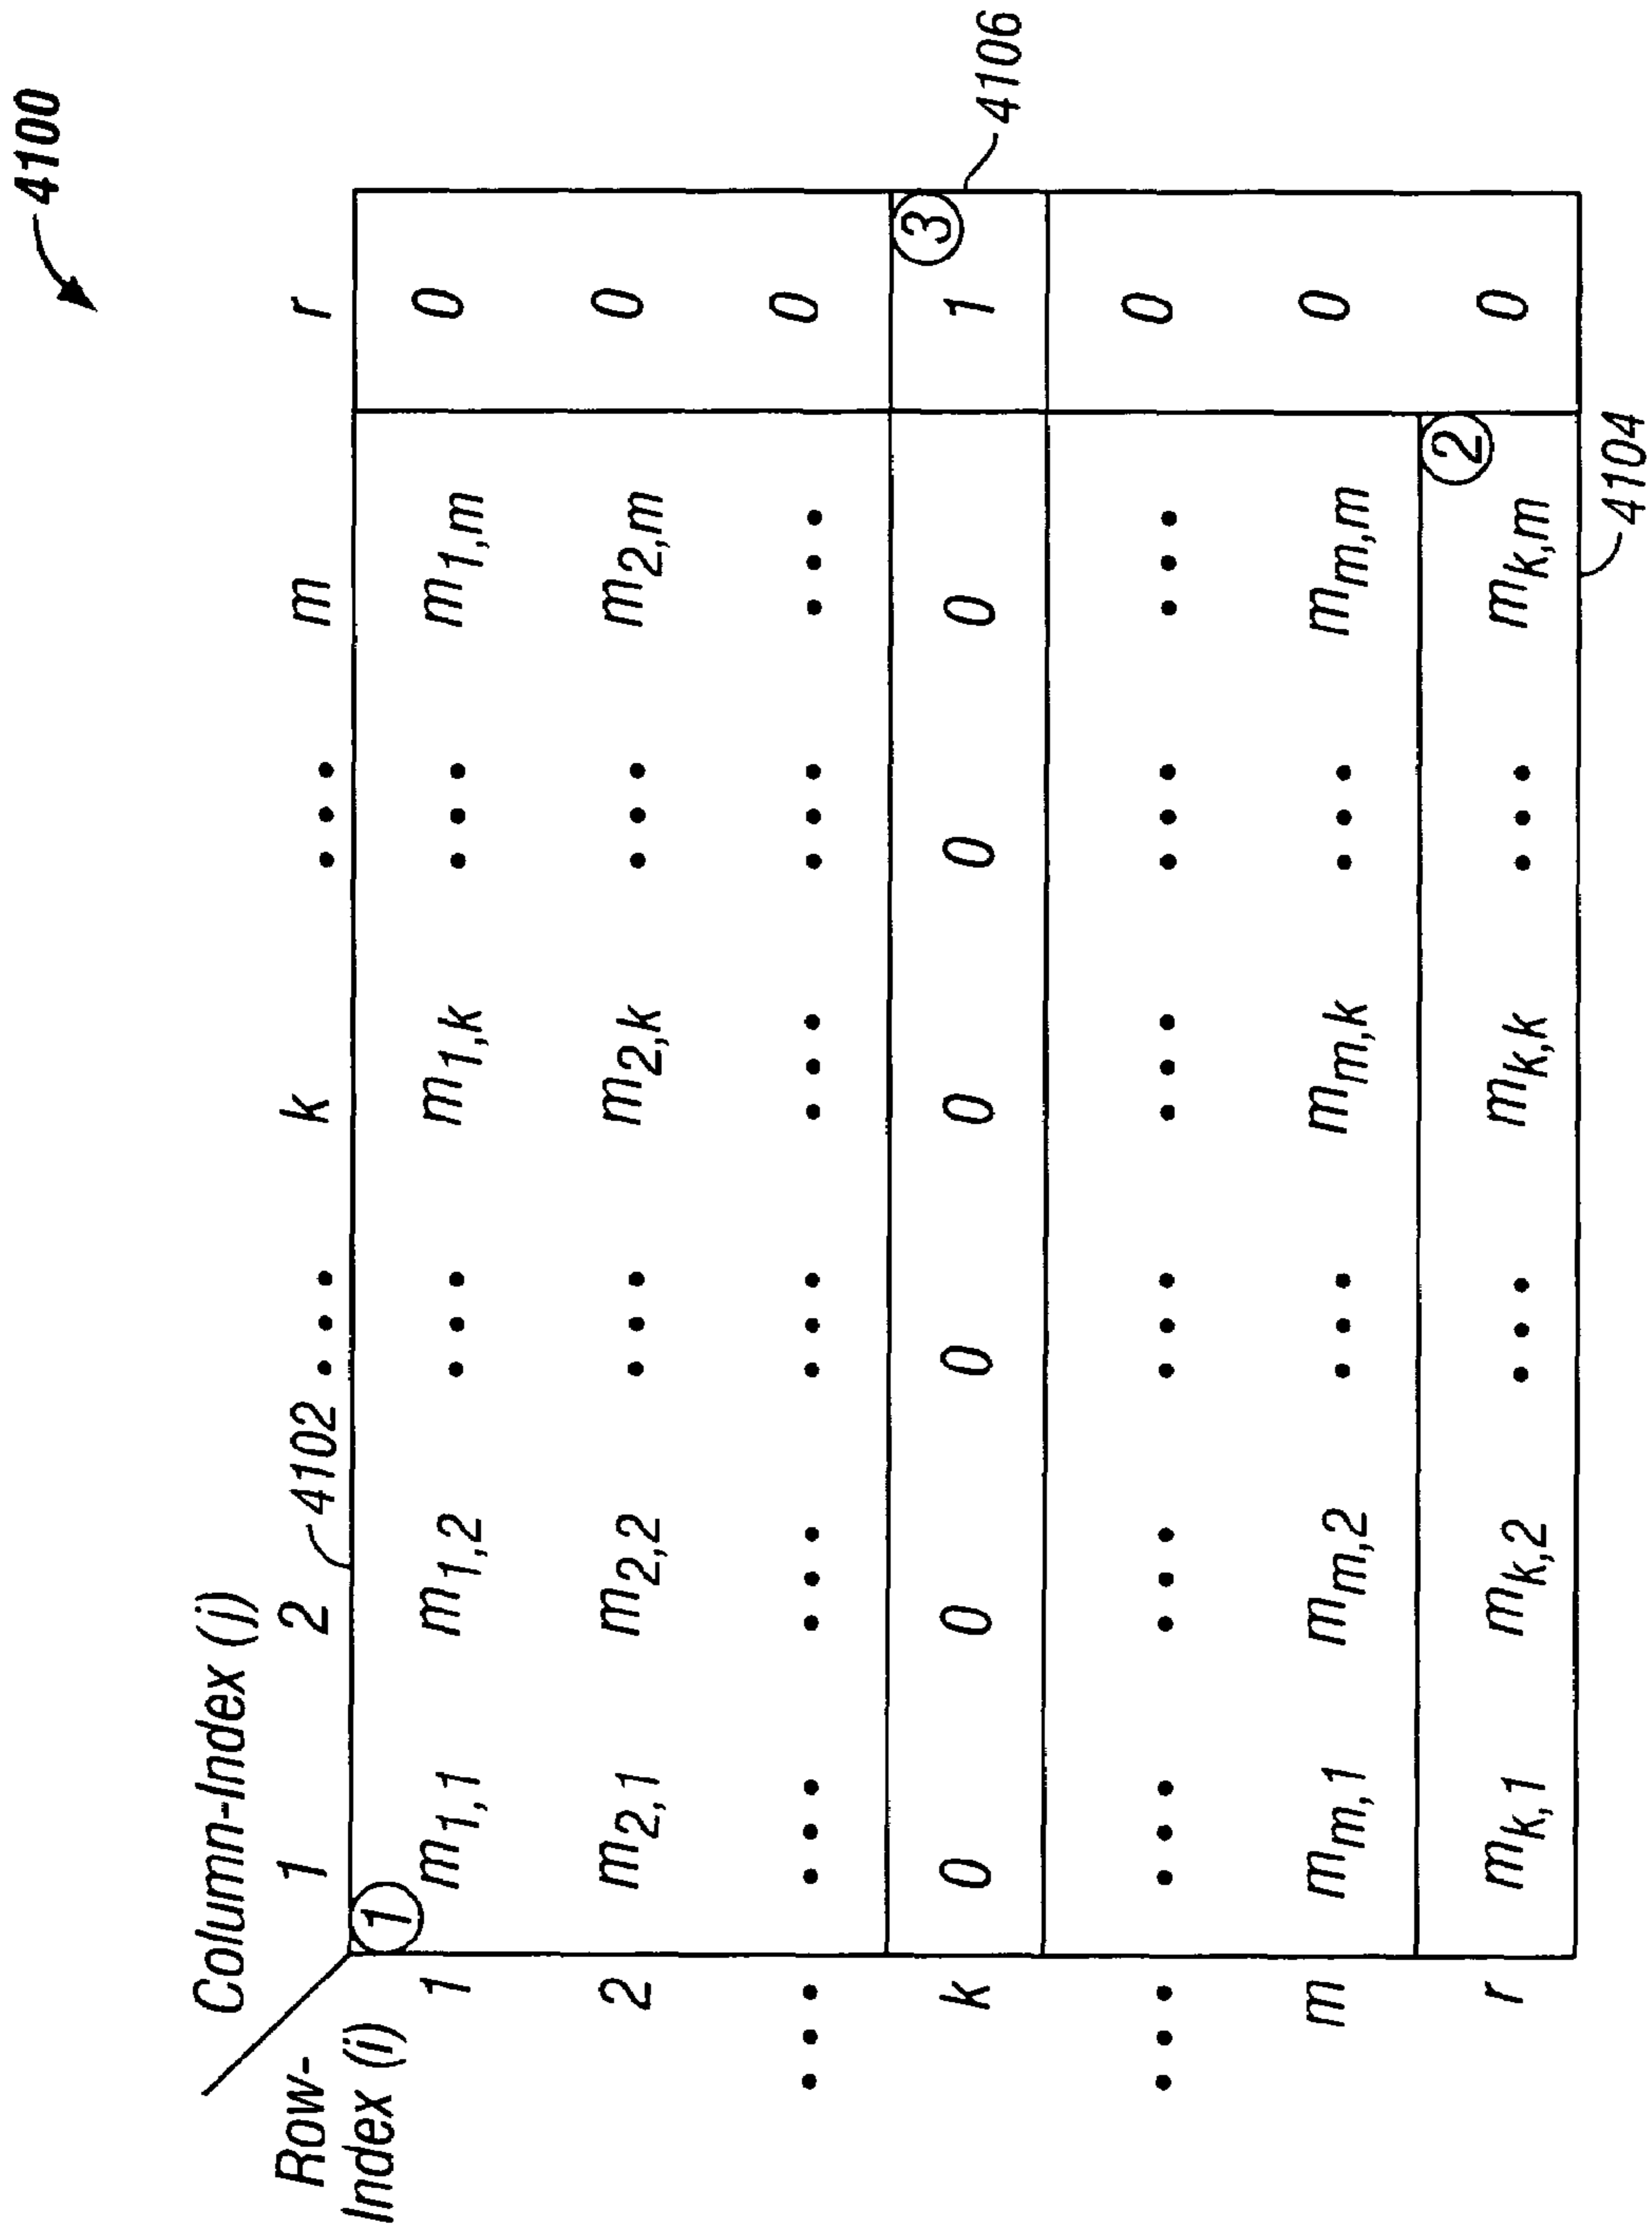 4100
Column-Index (j)
Row-
Index (i)
1 2 4102 • • • k • • • m r
①
1 m1,1 m1,2 • • • m1,k • • • m1,m 0
2 m2,1 m2,2 • • • m2,k • • • m2,m 0
• • • • • • • • • • • • • • • • • • 0
③
k 0 0 0 0 0 0 1
4106
• • • • • • • • • • • • • • • • • • 0
m mm,1 mm,2 • • • mm,k • • • mm,m 0
②
r mk,1 mk,2 • • • mk,k • • • mk,m 0
4104